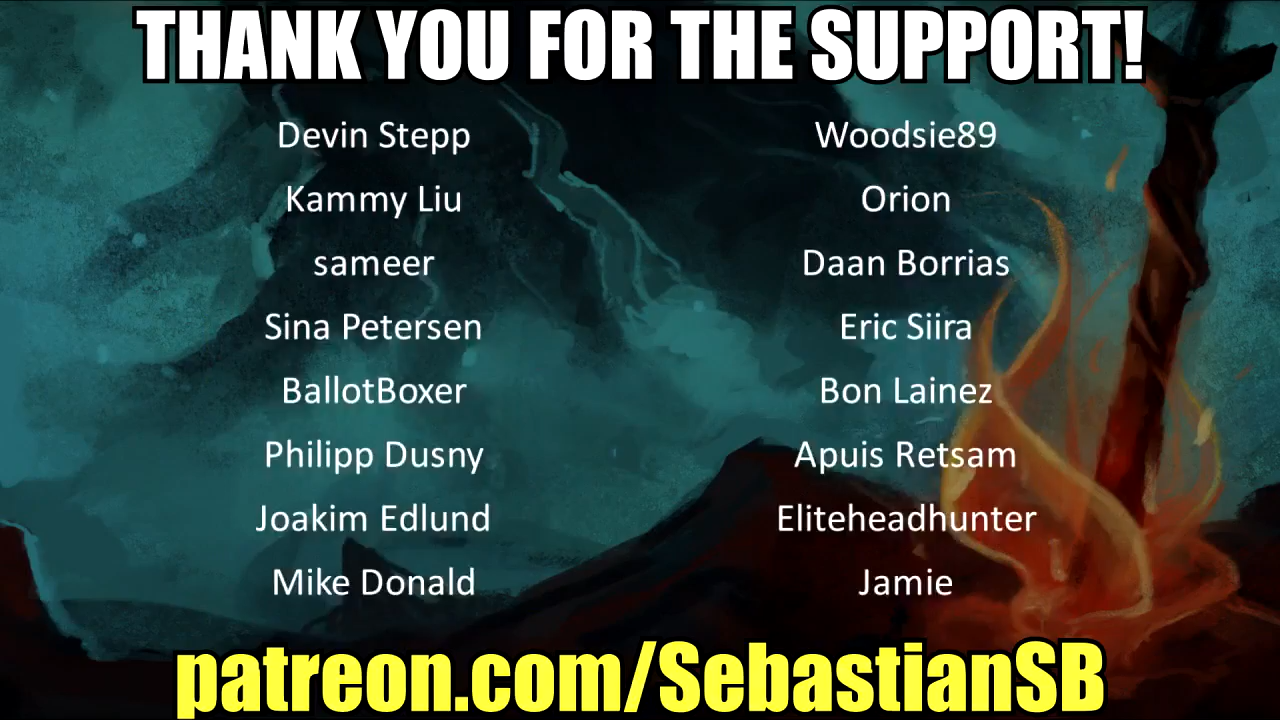 THANK YOU FOR THE SUPPORT!
Devin Stepp
Kammy Liu
sameer
Sina Petersen
BallotBoxer
Philipp Dusny
Joakim Edlund
Mike Donald
Woodsie89
Orion
Daan Borrias
Eric Siira
Bon Lainez
Apuis Retsam
Eliteheadhunter
Jamie
patreon.com/SebastianSB